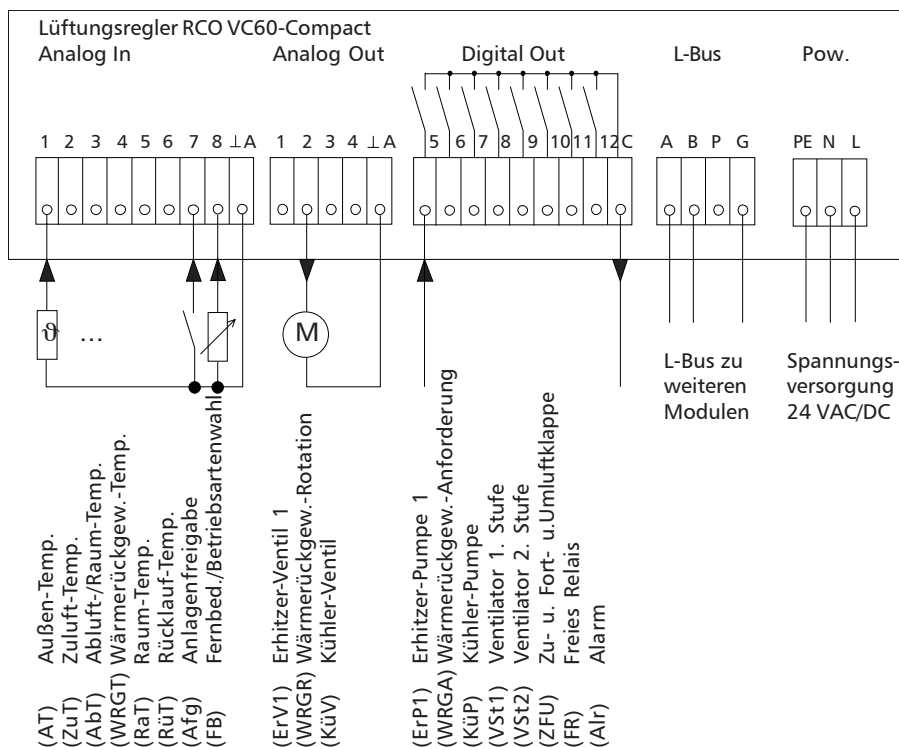 Lüftungsregler RCO VC60-Compact
Analog In
Analog Out
Digital Out
L-Bus
Pow.
1 2 3 4 5 6 7 8 ⊥ A
1 2 3 4 ⊥ A
5 6 7 8 9 10 11 12 C
A B P G
PE N L
ϑ ...
M
L-Bus zu
weiteren
Modulen
Spannungs-
versorgung
24 VAC/DC
(AT) Außen-Temp.
(ZuT) Zuluft-Temp.
(AbT) Abluft-/Raum-Temp.
(WRGT) Wärmerückgew.-Temp.
(RaT) Raum-Temp.
(RüT) Rücklauf-Temp.
(Afg) Anlagenfreigabe
(FB) Fernbed./Betriebsartenwahl
(ErV1) Erhitzer-Ventil 1
(WRGR) Wärmerückgew.-Rotation
(KüV) Kühler-Ventil
(ErP1) Erhitzer-Pumpe 1
(WRGA) Wärmerückgew.-Anforderung
(KüP) Kühler-Pumpe
(VSt1) Ventilator 1. Stufe
(VSt2) Ventilator 2. Stufe
(ZFU) Zu- u. Fort- u.Umluftklappe
(FR) Freies Relais
(Alr) Alarm